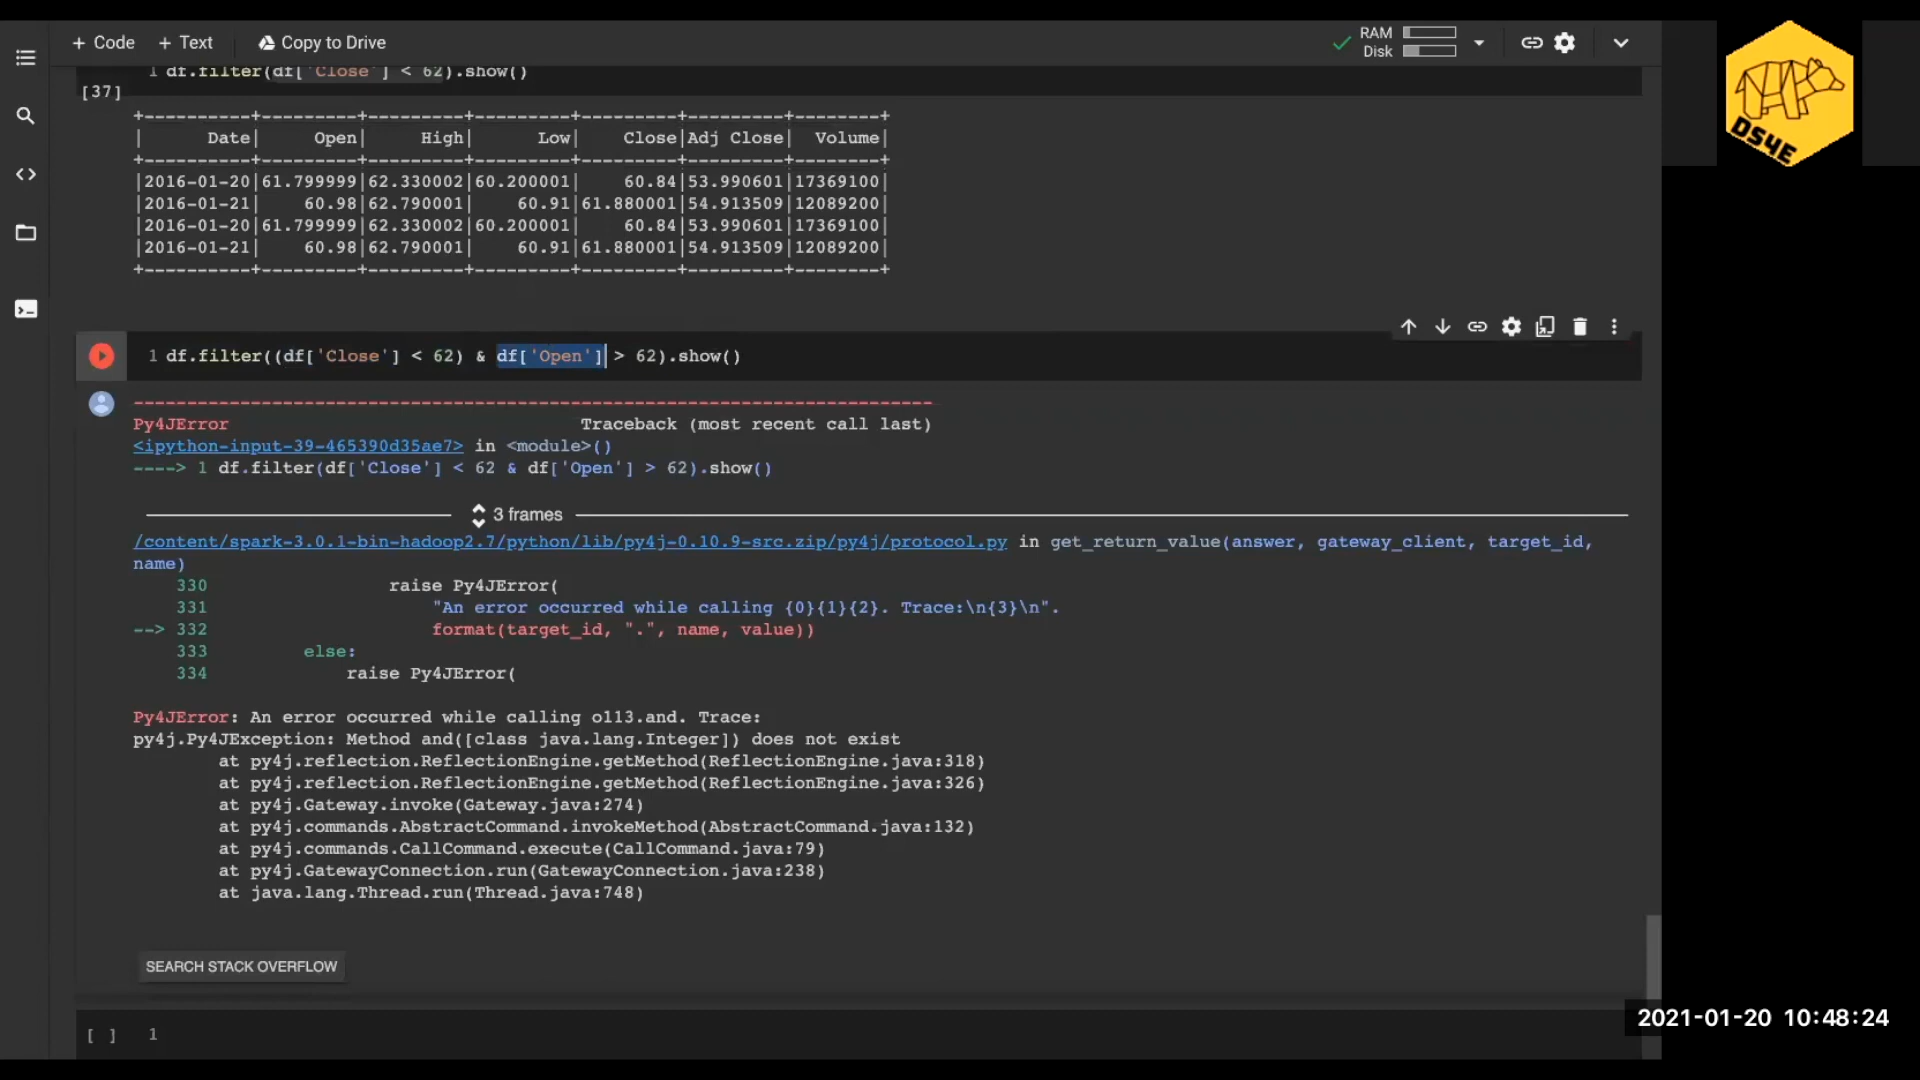 + Code + Text Copy to Drive RAM
Disk
1 df.filter(df['Close'] < 62).show()
[37]
+----------+---------+---------+---------+---------+---------+--------+
|      Date|     Open|     High|      Low|    Close|Adj Close|  Volume|
+----------+---------+---------+---------+---------+---------+--------+
|2016-01-20|61.799999|62.330002|60.200001|    60.84|53.990601|17369100|
|2016-01-21|    60.98|62.790001|    60.91|61.880001|54.913509|12089200|
|2016-01-20|61.799999|62.330002|60.200001|    60.84|53.990601|17369100|
|2016-01-21|    60.98|62.790001|    60.91|61.880001|54.913509|12089200|
+----------+---------+---------+---------+---------+---------+--------+
1 df.filter((df['Close'] < 62) & df['Open'] > 62).show()
---------------------------------------------------------------------------
Py4JError                                 Traceback (most recent call last)
<ipython-input-39-465390d35ae7> in <module>()
----> 1 df.filter(df['Close'] < 62 & df['Open'] > 62).show()
3 frames
/content/spark-3.0.1-bin-hadoop2.7/python/lib/py4j-0.10.9-src.zip/py4j/protocol.py in get_return_value(answer, gateway_client, target_id,
name)
    330                 raise Py4JError(
    331                     "An error occurred while calling {0}{1}{2}. Trace:\n{3}\n".
--> 332                     format(target_id, ".", name, value))
    333         else:
    334             raise Py4JError(
Py4JError: An error occurred while calling o113.and. Trace:
py4j.Py4JException: Method and([class java.lang.Integer]) does not exist
        at py4j.reflection.ReflectionEngine.getMethod(ReflectionEngine.java:318)
        at py4j.reflection.ReflectionEngine.getMethod(ReflectionEngine.java:326)
        at py4j.Gateway.invoke(Gateway.java:274)
        at py4j.commands.AbstractCommand.invokeMethod(AbstractCommand.java:132)
        at py4j.commands.CallCommand.execute(CallCommand.java:79)
        at py4j.GatewayConnection.run(GatewayConnection.java:238)
        at java.lang.Thread.run(Thread.java:748)
SEARCH STACK OVERFLOW
[ ] 1
DS4E
2021-01-20 10:48:24